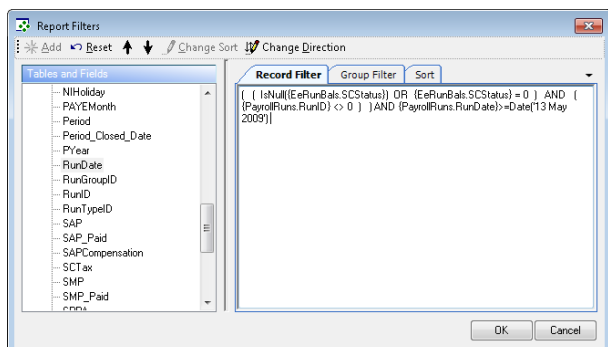 Report Filters
Add Reset Change Sort Change Direction
Tables and Fields
NIHoliday
PAYEMonth
Period
Period_Closed_Date
PYear
RunDate
RunGroupID
RunID
RunTypeID
SAP
SAP_Paid
SAPCompensation
SCTax
SMP
SMP_Paid
Record Filter Group Filter Sort
( ( IsNull({EeRunBals.SCStatus}) OR {EeRunBals.SCStatus} = 0 ) AND (
{PayrollRuns.RunID} <> 0 ) )AND {PayrollRuns.RunDate}>=Date('13 May
2009')
OK Cancel